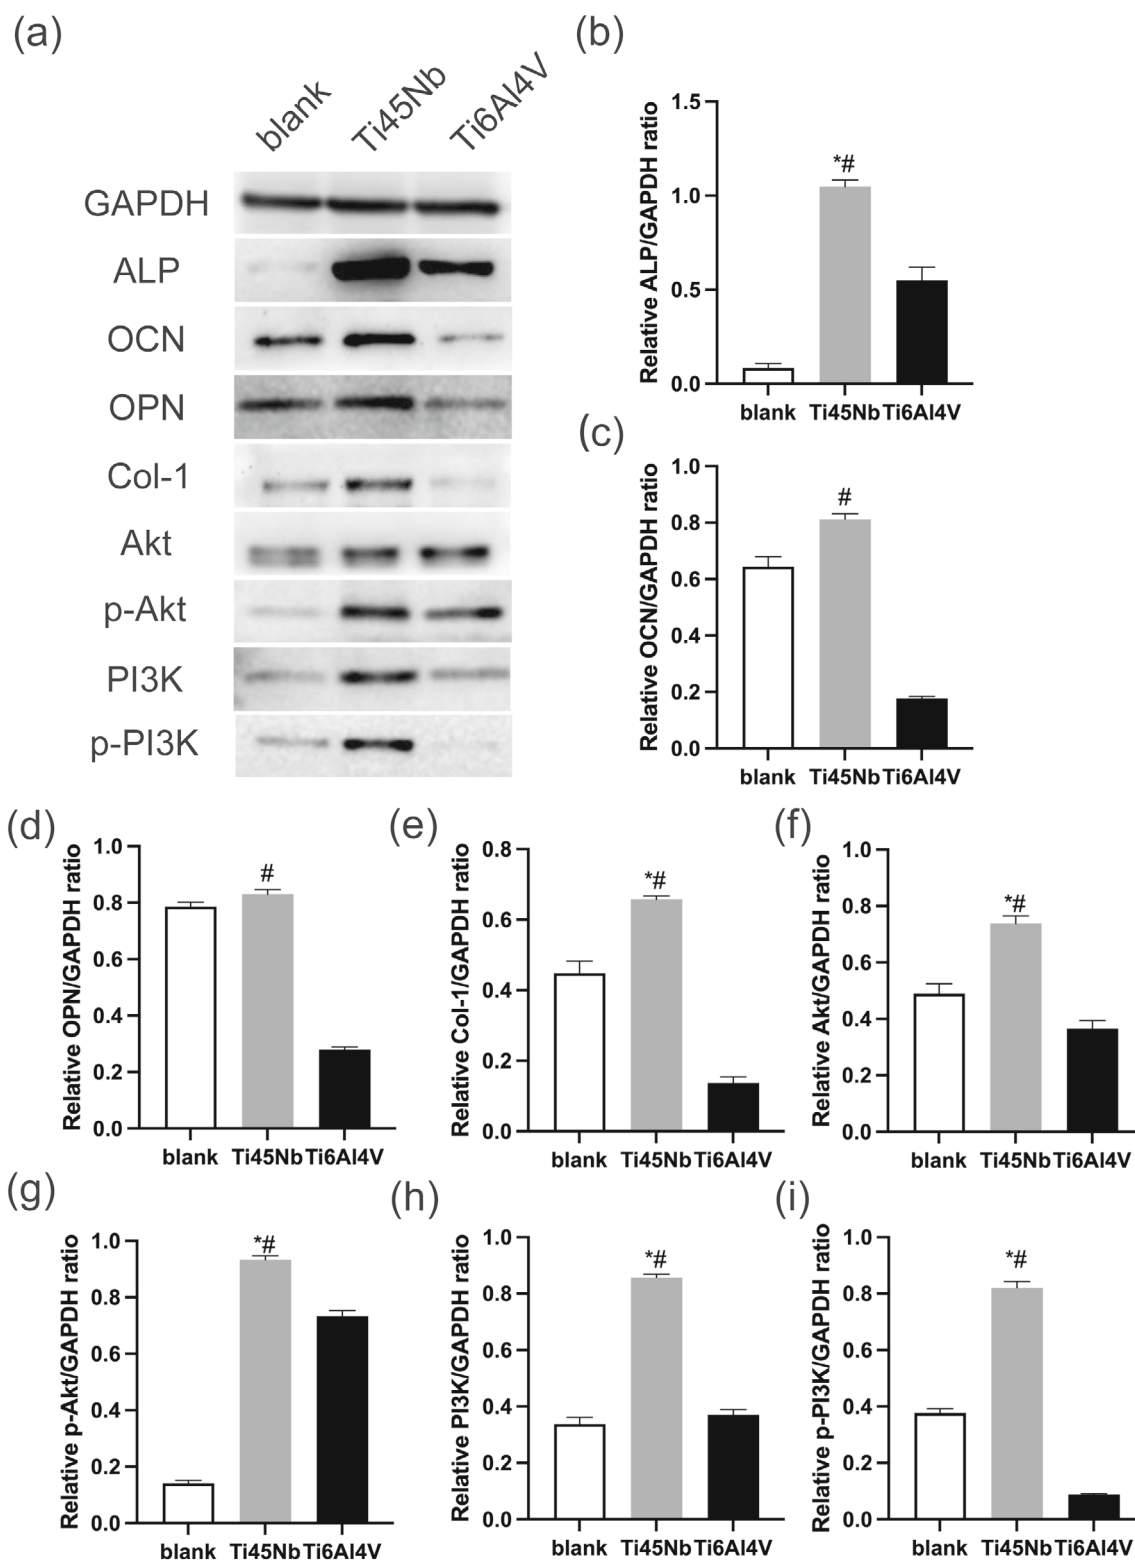 (a)
blank
Ti45Nb
Ti6Al4V
GAPDH
ALP
OCN
OPN
Col-1
Akt
p-Akt
PI3K
p-PI3K
(b)
Relative ALP/GAPDH ratio
1.5
1.0
0.5
0.0
*#
blank Ti45Nb Ti6Al4V
(c)
Relative OCN/GAPDH ratio
1.0
0.8
0.6
0.4
0.2
0.0
#
blank Ti45Nb Ti6Al4V
(d)
Relative OPN/GAPDH ratio
1.0
0.8
0.6
0.4
0.2
0.0
#
blank Ti45Nb Ti6Al4V
(e)
Relative Col-1/GAPDH ratio
0.8
0.6
0.4
0.2
0.0
*#
blank Ti45Nb Ti6Al4V
(f)
Relative Akt/GAPDH ratio
1.0
0.8
0.6
0.4
0.2
0.0
*#
blank Ti45Nb Ti6Al4V
(g)
Relative p-Akt/GAPDH ratio
1.0
0.8
0.6
0.4
0.2
0.0
*#
blank Ti45Nb Ti6Al4V
(h)
Relative PI3K/GAPDH ratio
1.0
0.8
0.6
0.4
0.2
0.0
*#
blank Ti45Nb Ti6Al4V
(i)
Relative p-PI3K/GAPDH ratio
1.0
0.8
0.6
0.4
0.2
0.0
*#
blank Ti45Nb Ti6Al4V